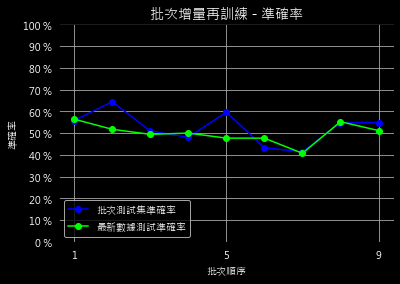 批次增量再訓練 - 準確率
100 %
90 %
80 %
70 %
60 %
50 %
40 %
30 %
20 %
10 %
0 %
準確率
批次測試集準確率
最新數據測試準確率
1
5
9
批次順序